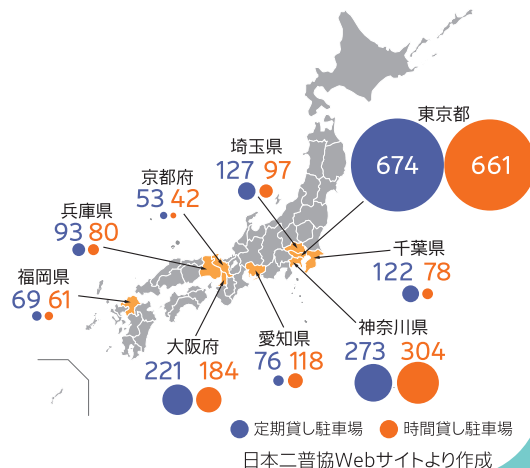 東京都
674 661
埼玉県
127 97
京都府
53 42
兵庫県
93 80
福岡県
69 61
千葉県
122 78
神奈川県
273 304
愛知県
76 118
大阪府
221 184
定期貸し駐車場 時間貸し駐車場
日本二普協Webサイトより作成